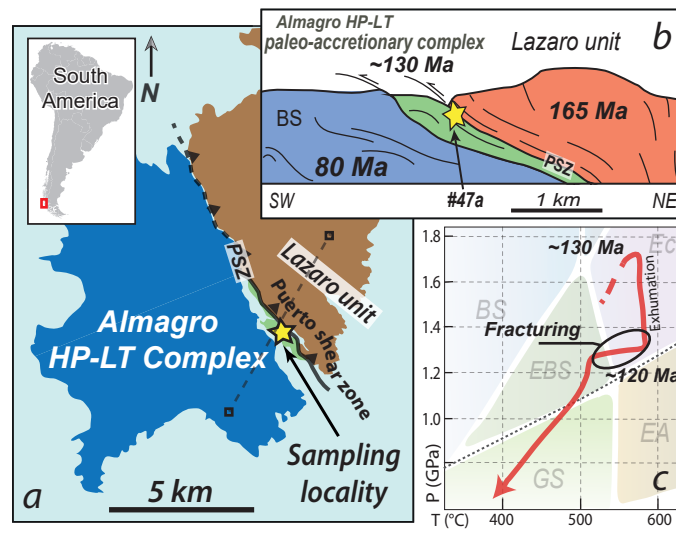 South
America
N
PSZ
Lazaro unit
Puerto shear zone
Almagro
HP-LT Complex
Sampling
locality
5 km
a
Almagro HP-LT
paleo-accretionary complex
~130 Ma
Lazaro unit
b
BS
165 Ma
80 Ma
PSZ
SW
#47a
1 km
NE
1.8
~130 Ma
Ec
1.6
BS
Exhumation
1.4
Fracturing
1.2
EBS
~120 Ma
1.0
EA
GS
P (GPa)
c
T (°C)
400
500
600